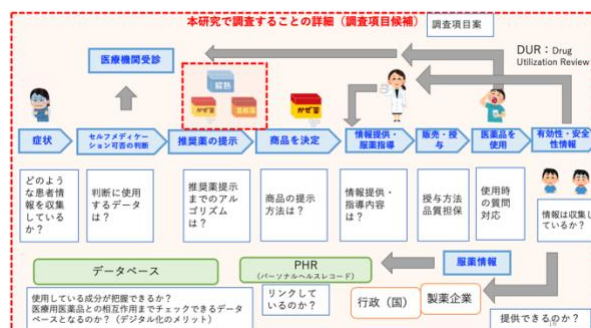 本研究で調査することの詳細（調査項目候補）
調査項目案
DUR：Drug
Utilization Review
医療機関受診
かぜ薬
かぜ薬
症状
セルフメディケー
ション可否の判断
推奨薬の提示
商品を決定
情報提供・
服薬指導
販売・授
与
医薬品を
使用
有効性・安全
性情報
どのよう
な患者情
報を収集
している
か？
判断に使用
するデータ
は？
推奨薬提示
までのアル
ゴリズムは？
商品の提示
方法は？
情報提供・
指導内容は？
授与方法
品質担保
使用時の質問
対応
情報は収集し
ているか？
データベース
使用している成分が把握できるか？
医療用医薬品との相互作用までチェックできるデータ
ベースとなるのか？（デジタル化のメリット）
PHR
（パーソナルヘルスレコード）
リンクして
いるのか？
服薬情報
行政（国）
製薬企業
提供できるのか？